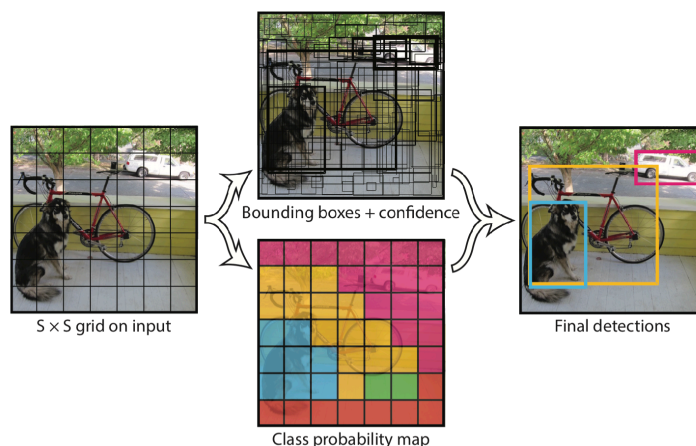 Bounding boxes + confidence
S × S grid on input
Final detections
Class probability map